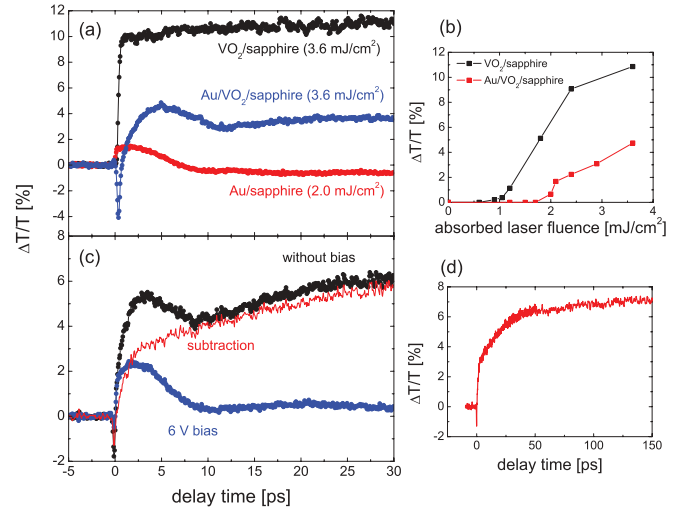 (a)
VO2/sapphire (3.6 mJ/cm²)
Au/VO2/sapphire (3.6 mJ/cm²)
Au/sapphire (2.0 mJ/cm²)
12
10
8
6
4
2
0
2
4
6
8
ΔT/T [%]
(b)
VO2/sapphire
Au/VO2/sapphire
12
10
8
6
4
2
0
ΔT/T [%]
0 1 2 3 4
absorbed laser fluence [mJ/cm²]
(c)
without bias
subtraction
6 V bias
6
4
2
0
-2
-5 0 5 10 15 20 25 30
delay time [ps]
(d)
8
6
4
2
0
-2
ΔT/T [%]
0 50 100 150
delay time [ps]